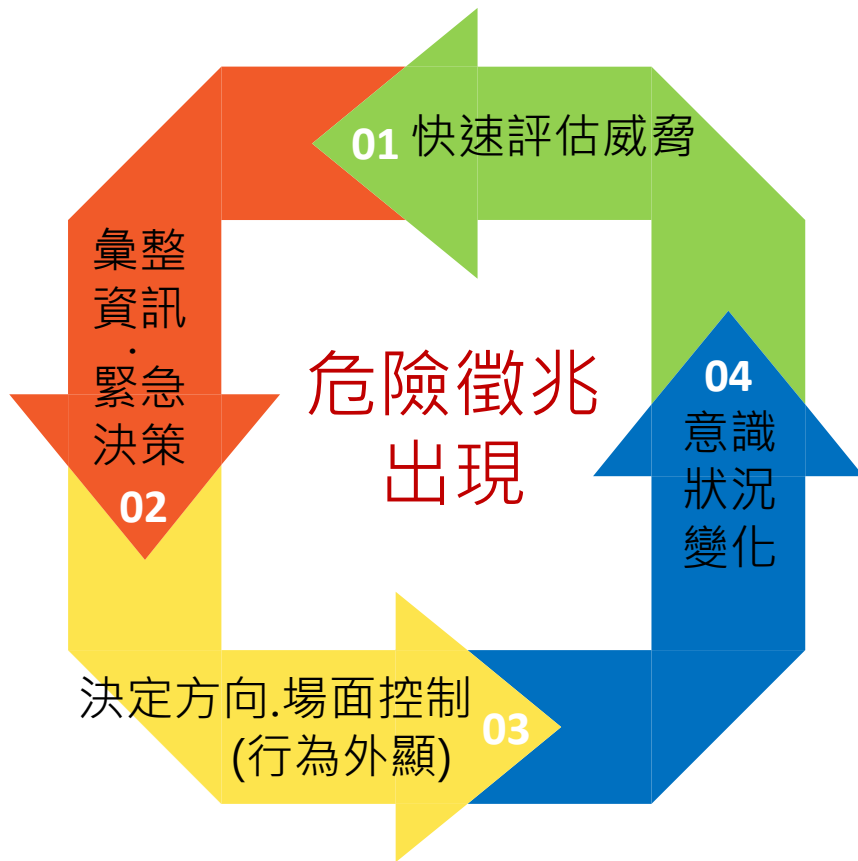 01 快速評估威脅
彙整
資訊
.
緊急
決策
02
決定方向.場面控制
(行為外顯)
03
04
意識
狀況
變化
危險徵兆
出現